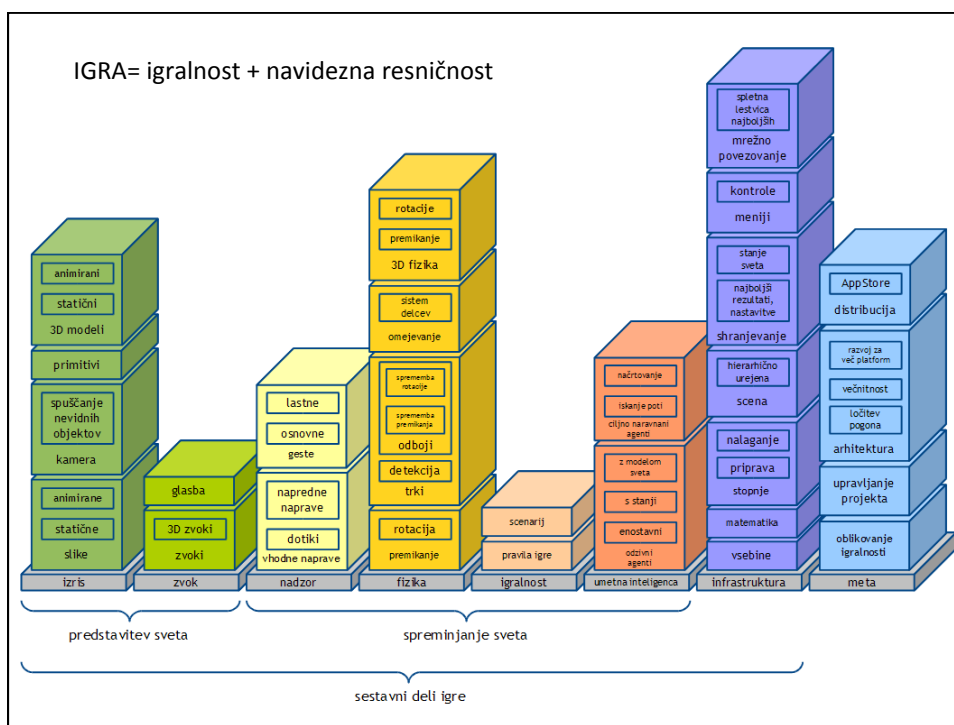 IGRA= igralnost + navidezna resničnost
animirani
statični
3D modeli
primitivi
spuščanje
nevidnih
objektov
kamera
animirane
statične
slike
izris
glasba
3D zvoki
zvoki
zvok
lastne
osnovne
geste
napredne
naprave
dotiki
vhodne naprave
nadzor
rotacije
premikanje
3D fizika
sistem
delcev
omejevanje
sprememba
rotacije
sprememba
premikanja
odboji
detekcija
trki
rotacija
premikanje
fizika
scenarij
pravila igre
igralnost
načrtovanje
iskanje poti
ciljno naravnani
agenti
z modelom
sveta
s stanji
enostavni
odzivni
agenti
umetna inteligenca
spletna
lestvica
najboljših
mrežno
povezovanje
kontrole
meniji
stanje
sveta
najboljši
rezultati,
nastavitve
shranjevanje
hierarhično
urejena
scena
nalaganje
priprava
stopnje
matematika
vsebine
infrastruktura
AppStore
distribucija
razvoj za
več platform
večnitnost
ločitev
pogona
arhitektura
upravljanje
projekta
oblikovanje
igralnosti
meta
predstavitev sveta
spreminjanje sveta
sestavni deli igre